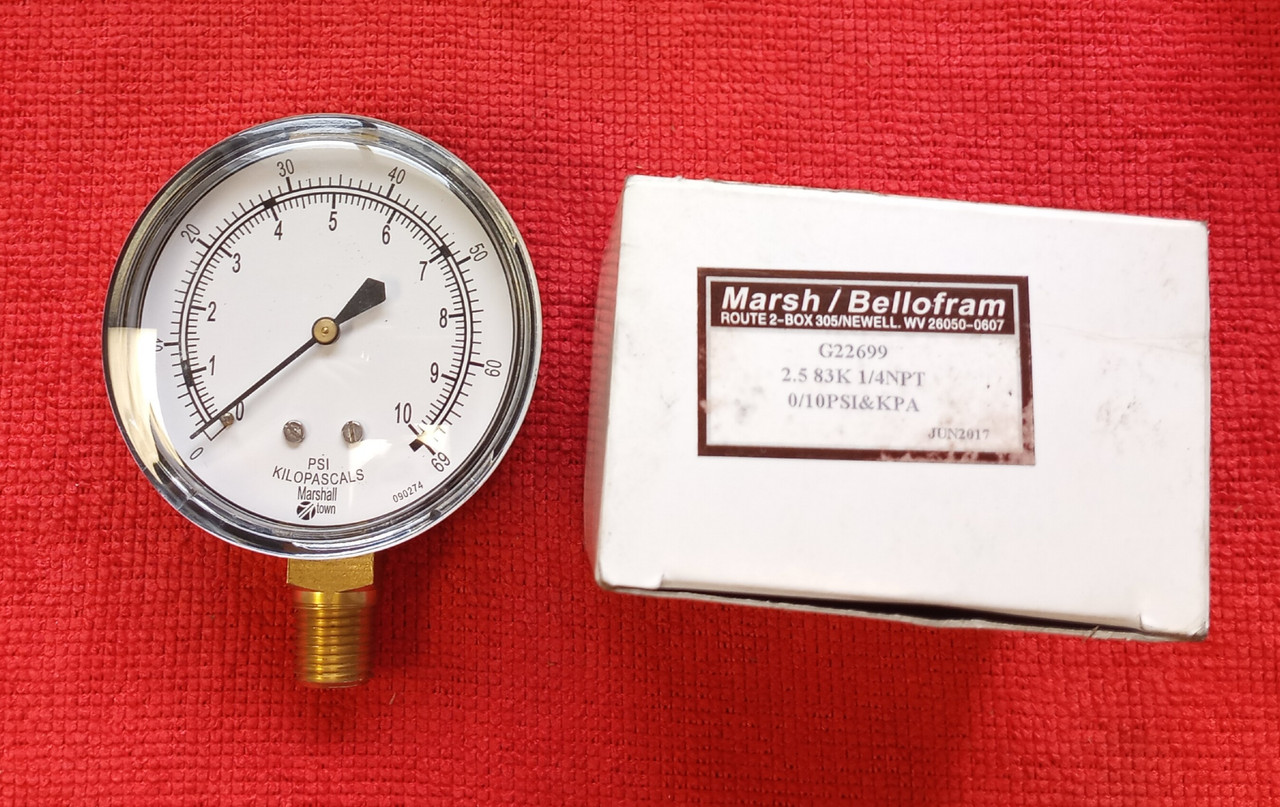 30
40
20
50
60
69
0
0
1
2
3
4
5
6
7
8
9
10
PSI
KILOPASCALS
Marshall
town
090274
Marsh / Bellofram
ROUTE 2-BOX 305/NEWELL. WV 26050-0607
G22699
2.5 83K 1/4NPT
0/10PSI&KPA
JUN2017